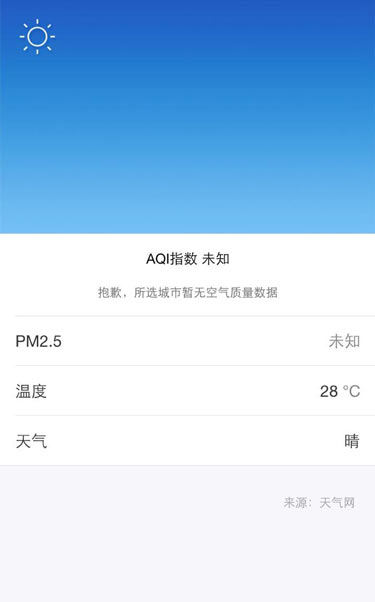 AQI指数 未知
抱歉，所选城市暂无空气质量数据
PM2.5 未知
温度 28 °C
天气 晴
来源：天气网